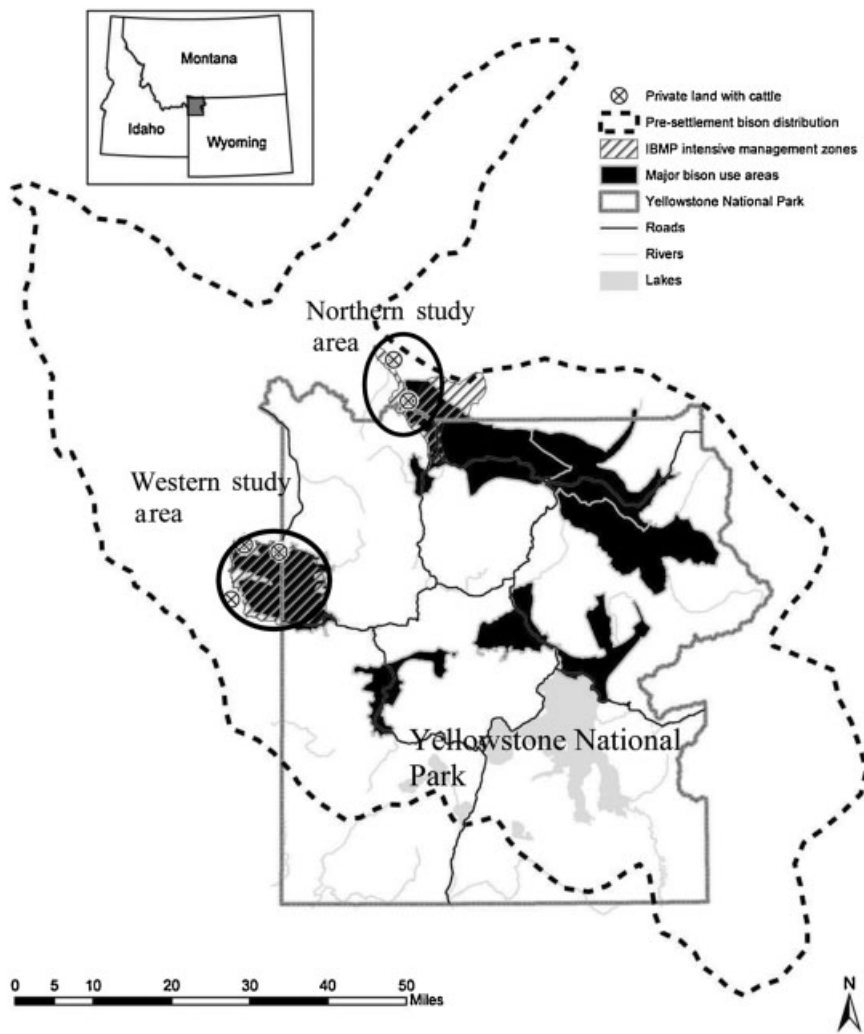 Montana
Idaho
Wyoming
Private land with cattle
Pre-settlement bison distribution
IBMP intensive management zones
Major bison use areas
Yellowstone National Park
Roads
Rivers
Lakes
Northern study
area
Western study
area
Yellowstone National
Park
0 5 10 20 30 40 50
Miles
N